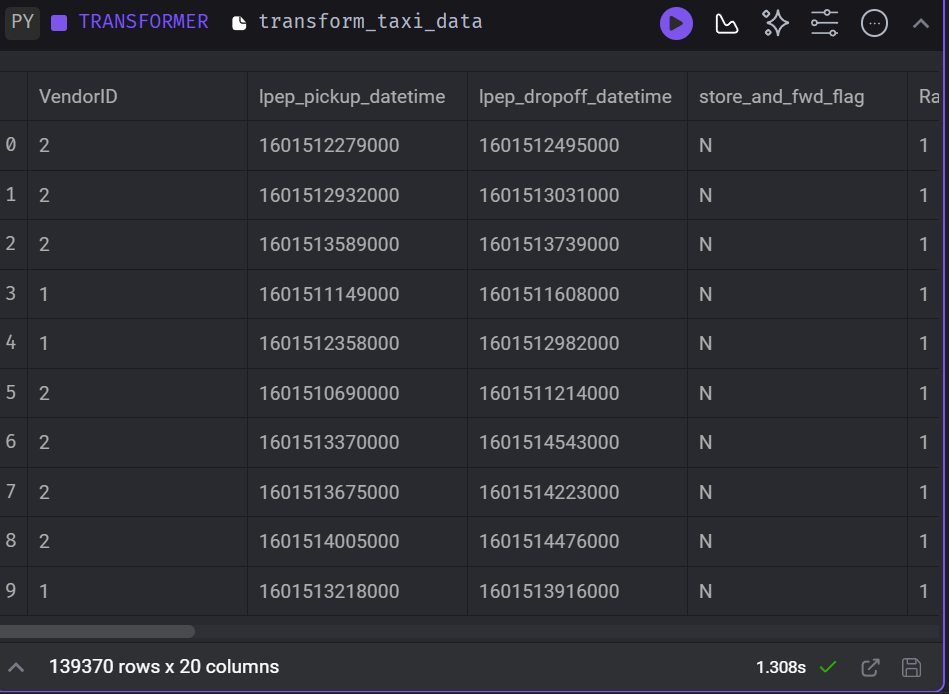 PY TRANSFORMER transform_taxi_data
VendorID lpep_pickup_datetime lpep_dropoff_datetime store_and_fwd_flag Ra
0 2 1601512279000 1601512495000 N 1
1 2 1601512932000 1601513031000 N 1
2 2 1601513589000 1601513739000 N 1
3 1 1601511149000 1601511608000 N 1
4 1 1601512358000 1601512982000 N 1
5 2 1601510690000 1601511214000 N 1
6 2 1601513370000 1601514543000 N 1
7 2 1601513675000 1601514223000 N 1
8 2 1601514005000 1601514476000 N 1
9 1 1601513218000 1601513916000 N 1
139370 rows x 20 columns 1.308s